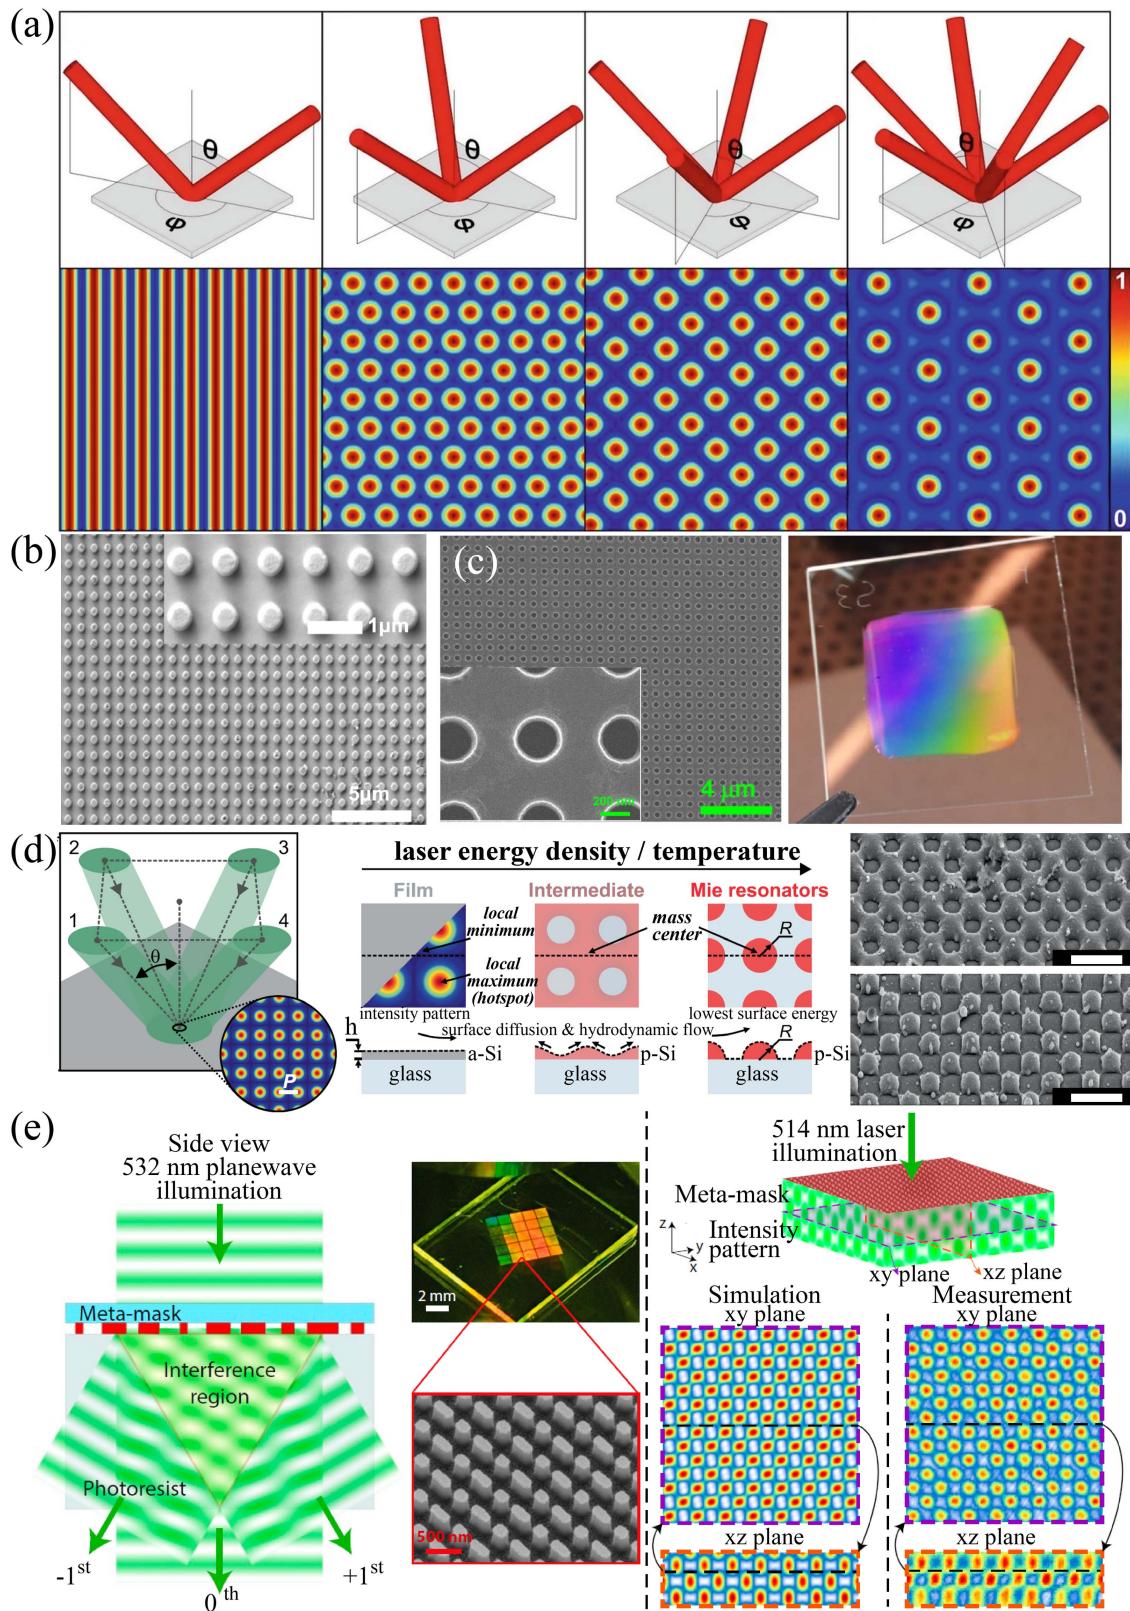 (a)
θ
φ
θ
φ
θ
φ
θ
φ
1
0
(b)
1μm
5μm
(c)
200 nm
4 μm
S3
(d)
2
3
1
4
θ
P
laser energy density / temperature
Film
Intermediate
Mie resonators
local
minimum
mass
center
R
local
maximum
(hotspot)
intensity pattern
lowest surface energy
h
surface diffusion & hydrodynamic flow
R
a-Si
p-Si
p-Si
glass
glass
glass
(e)
Side view
532 nm planewave
illumination
Meta-mask
Interference
region
Photoresist
-1st
0th
+1st
2 mm
500 nm
514 nm laser
illumination
Meta-mask
Intensity
pattern
z
y
x
xy plane
xz plane
Simulation
xy plane
Measurement
xy plane
xz plane
xz plane